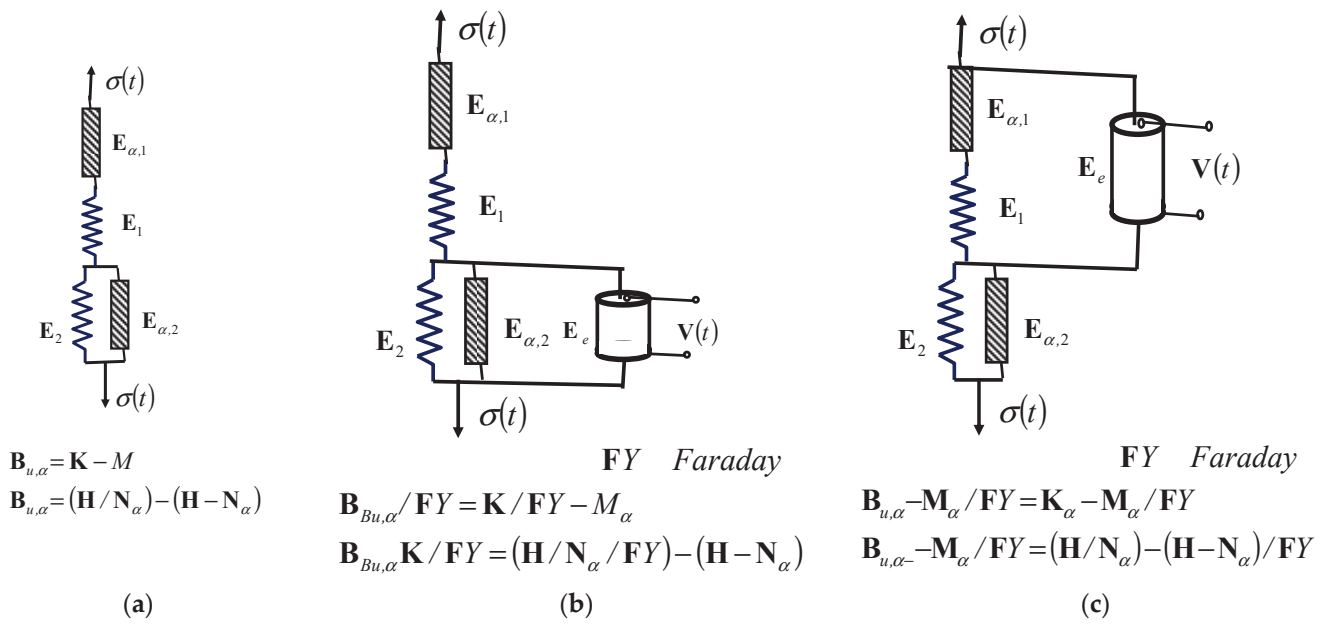 σ(t)
E_{α,1}
E_1
E_2
E_{α,2}
σ(t)
B_{u,α} = K − M
B_{u,α} = (H / N_α) − (H − N_α)
(a)
σ(t)
E_{α,1}
E_1
E_2
E_{α,2}
E_e
V(t)
σ(t)
FY Faraday
B_{Bu,α} / FY = K / FY − M_α
B_{Bu,α} K / FY = (H / N_α / FY) − (H − N_α)
(b)
σ(t)
E_{α,1}
E_e
V(t)
E_1
E_2
E_{α,2}
σ(t)
FY Faraday
B_{u,α} − M_α / FY = K_α − M_α / FY
B_{u,α−} − M_α / FY = (H / N_α) − (H − N_α) / FY
(c)